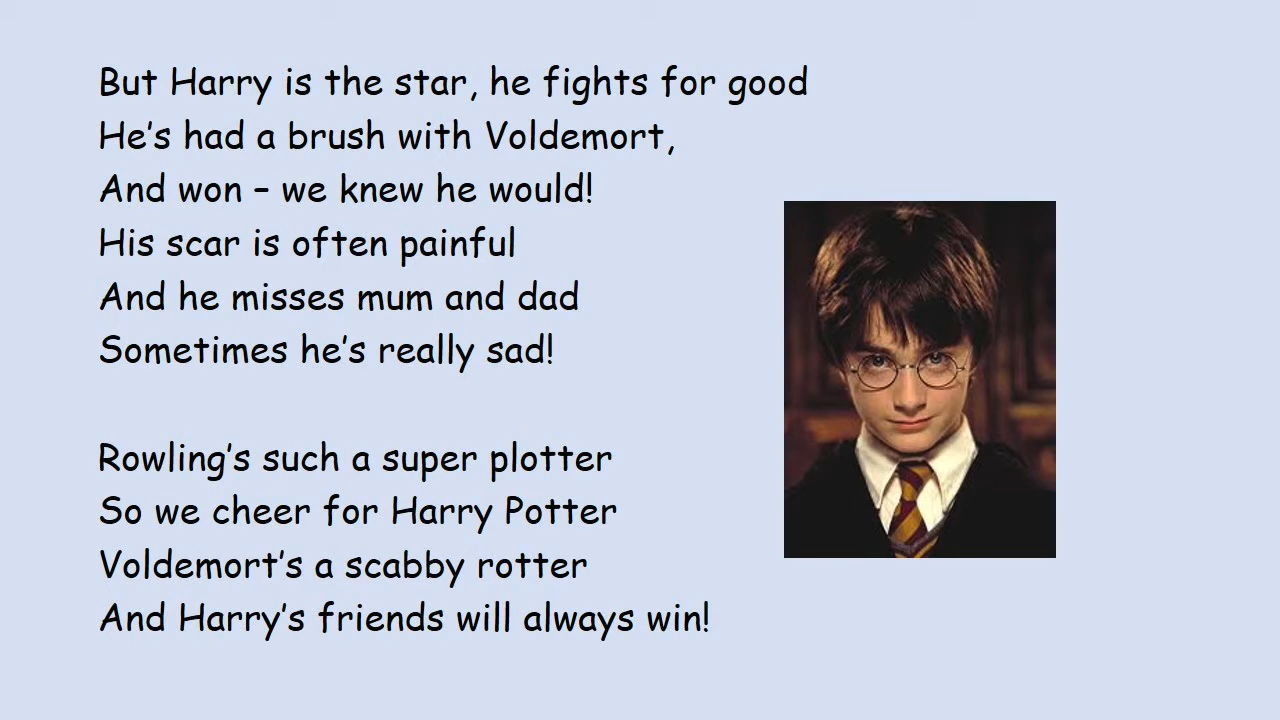 But Harry is the star, he fights for good
He's had a brush with Voldemort,
And won – we knew he would!
His scar is often painful
And he misses mum and dad
Sometimes he's really sad!
Rowling's such a super plotter
So we cheer for Harry Potter
Voldemort's a scabby rotter
And Harry's friends will always win!